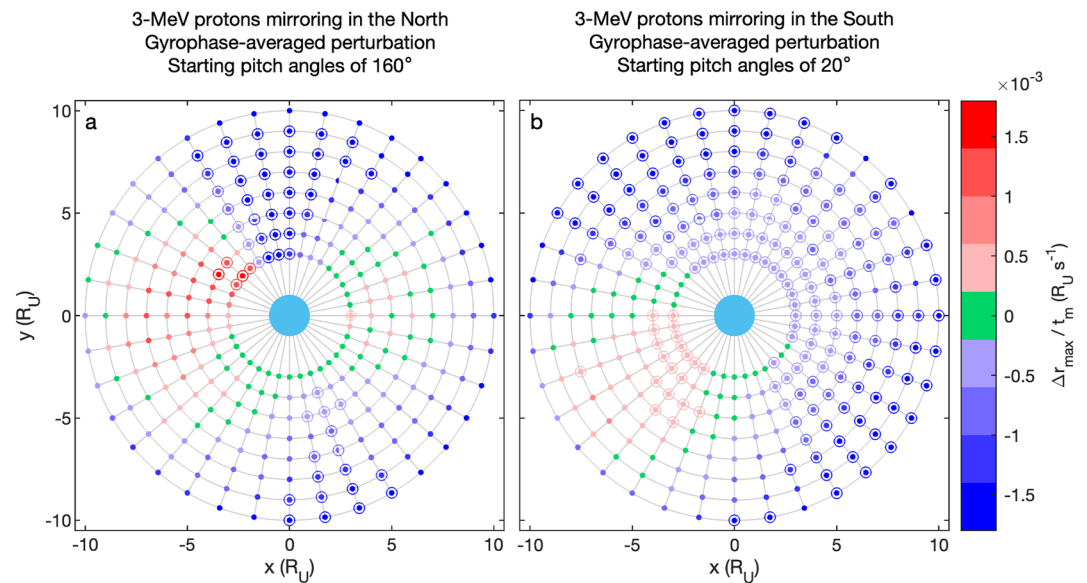 3-MeV protons mirroring in the North
Gyrophase-averaged perturbation
Starting pitch angles of 160°
3-MeV protons mirroring in the South
Gyrophase-averaged perturbation
Starting pitch angles of 20°
a
10
5
0
-5
-10
y (R_U)
-10 -5 0 5 10
x (R_U)
b
-10 -5 0 5 10
x (R_U)
×10⁻³
1.5
1
0.5
0
-0.5
-1
-1.5
Δr_max / t_m (R_U s⁻¹)